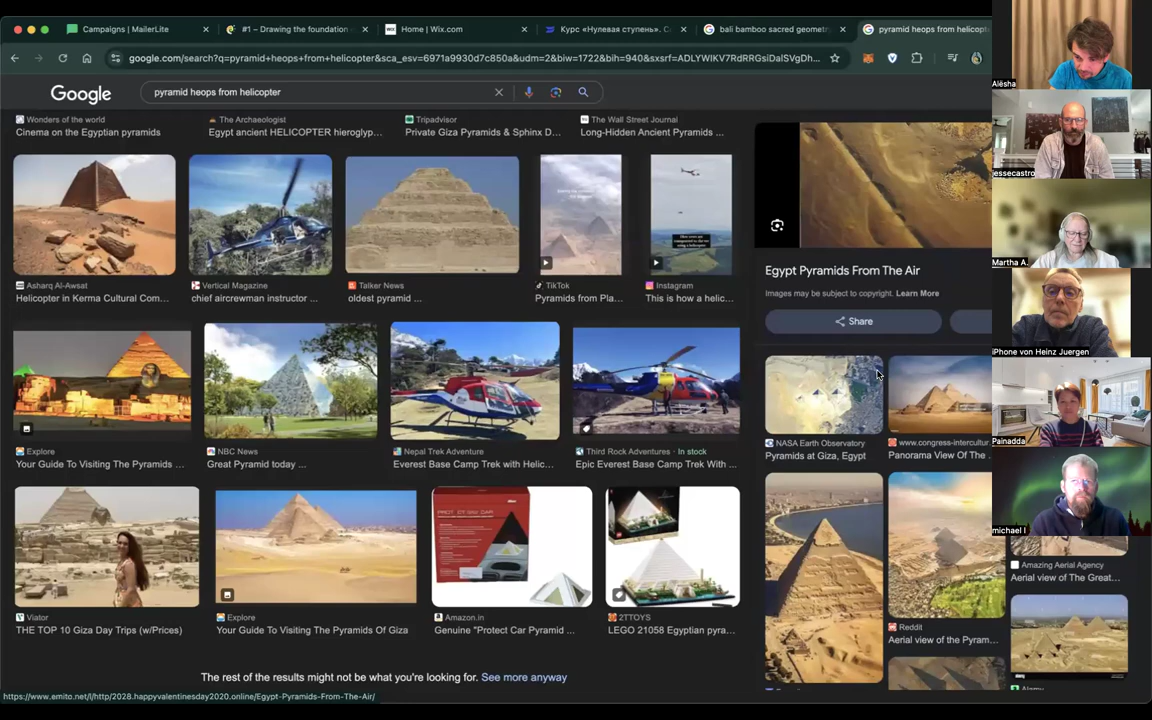 Campaigns | MailerLite
#1 – Drawing the foundation
Home | Wix.com
Курс «Нулевая ступень». С
bali bamboo sacred geomet
pyramid heops from helicopt
google.com/search?q=pyramid+heops+from+helicopter&sca_esv=6971a9930d7c850a&udm=2&biw=1722&bih=940&sxsrf=ADLYWIKV7RdRRGsiDalSVgDh...
Google
pyramid heops from helicopter
Wonders of the world
Cinema on the Egyptian pyramids
The Archaeologist
Egypt ancient HELICOPTER hieroglyp...
Tripadvisor
Private Giza Pyramids & Sphinx D...
The Wall Street Journal
Long-Hidden Ancient Pyramids ...
Asharq Al-Awsat
Helicopter in Kerma Cultural Com...
Vertical Magazine
chief aircrewman instructor ...
Talker News
oldest pyramid ...
TikTok
Pyramids from Pla...
Instagram
This is how a helic...
Explore
Your Guide To Visiting The Pyramids ...
NBC News
Great Pyramid today ...
Nepal Trek Adventure
Everest Base Camp Trek with Helic...
Third Rock Adventures · In stock
Epic Everest Base Camp Trek With ...
Viator
THE TOP 10 Giza Day Trips (w/Prices)
Explore
Your Guide To Visiting The Pyramids Of Giza
Amazon.in
Genuine "Protect Car Pyramid ...
2TTOYS
LEGO 21058 Egyptian pyra...
The rest of the results might not be what you're looking for. See more anyway
https://www.emito.net/l/http/2028.happyvalentinesday2020.online/Egypt-Pyramids-From-The-Air/
Egypt Pyramids From The Air
Images may be subject to copyright. Learn More
Share
NASA Earth Observatory
Pyramids at Giza, Egypt
www.congress-intercultur
Panorama View Of The
Reddit
Aerial view of the Pyram...
Amazing Aerial Agency
Aerial view of The Great...
Alësha
jessecastro
Martha A.
iPhone von Heinz Juergen
Painadda
michael l